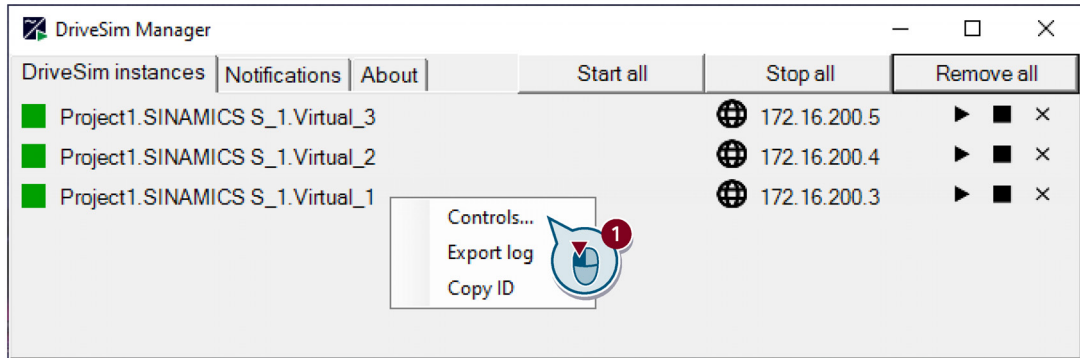 DriveSim Manager
DriveSim instances Notifications About Start all Stop all Remove all
Project1.SINAMICS S_1.Virtual_3 172.16.200.5
Project1.SINAMICS S_1.Virtual_2 172.16.200.4
Project1.SINAMICS S_1.Virtual_1 172.16.200.3
Controls...
1
Export log
Copy ID